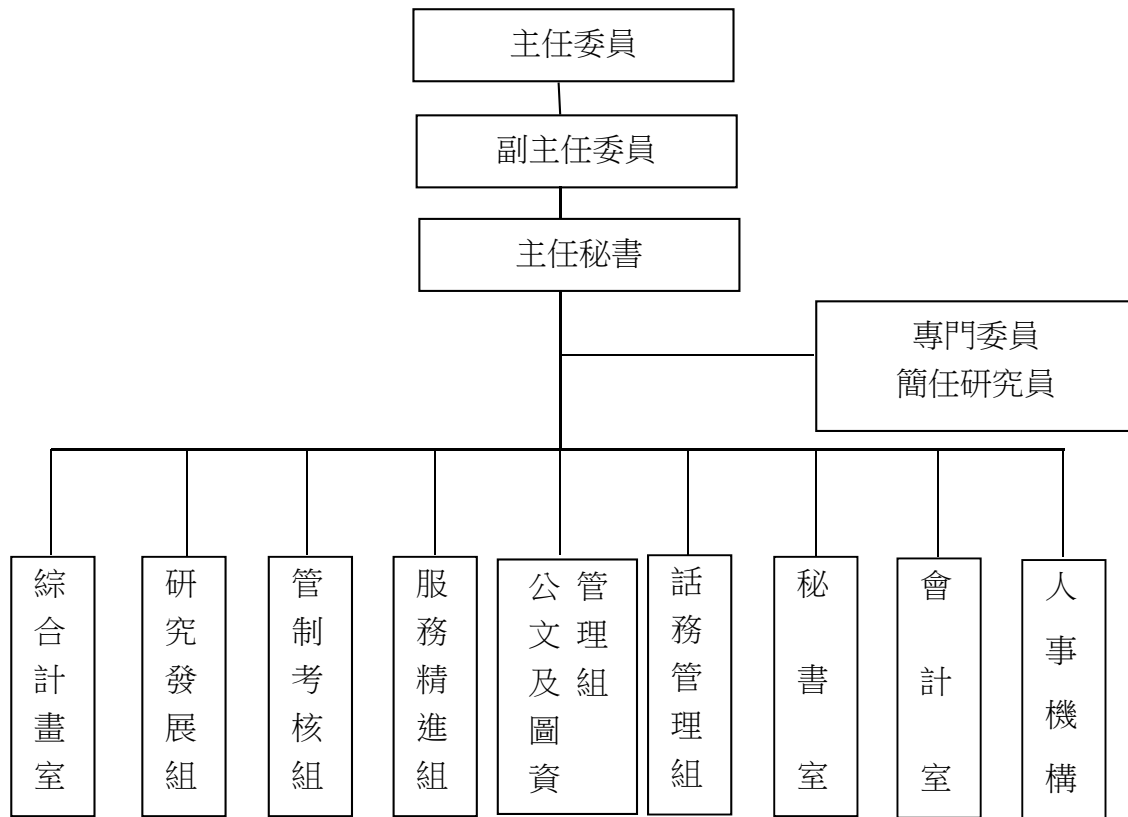 主任委員
副主任委員
主任秘書
專門委員
簡任研究員
綜合計畫室
研究發展組
管制考核組
服務精進組
公文及圖資
管理組
話務管理組
秘書室
會計室
人事機構